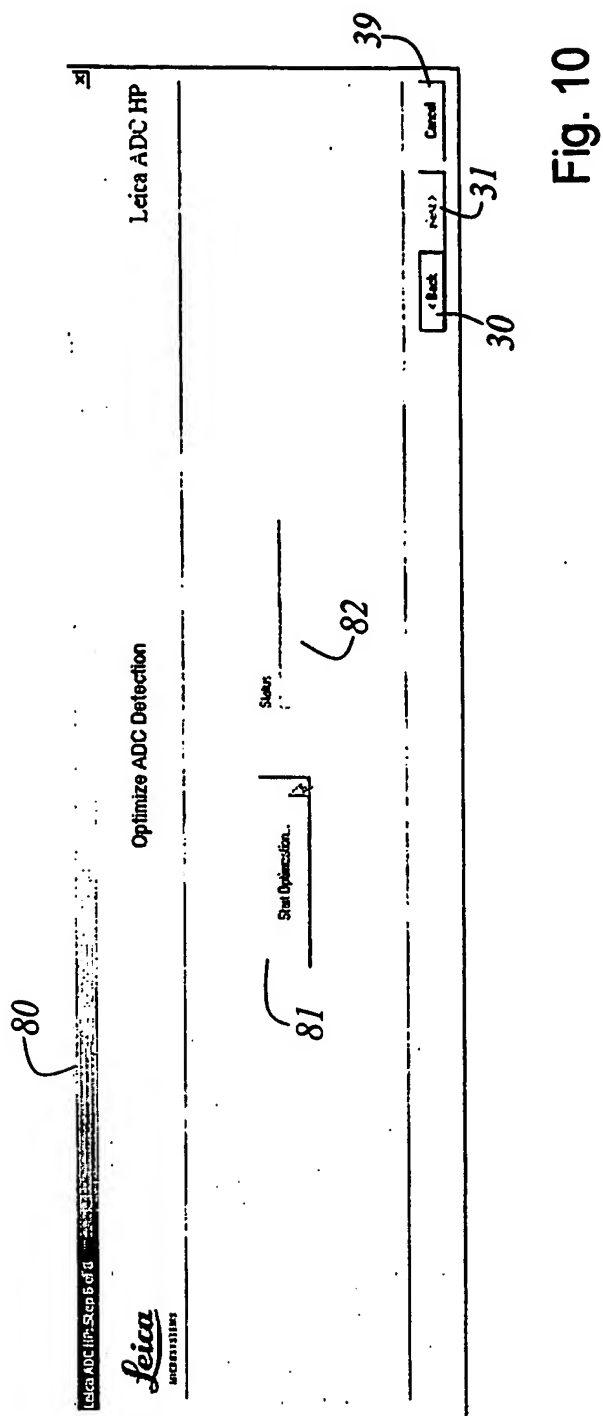 80
Leica ADC HP: Step 6 of
x
Leica
MICROSYSTEMS
Optimize ADC Detection
Leica ADC HP
81
Start Optimization...
Status
82
< Back
Next >
Cancel
30
31
39
Fig. 10